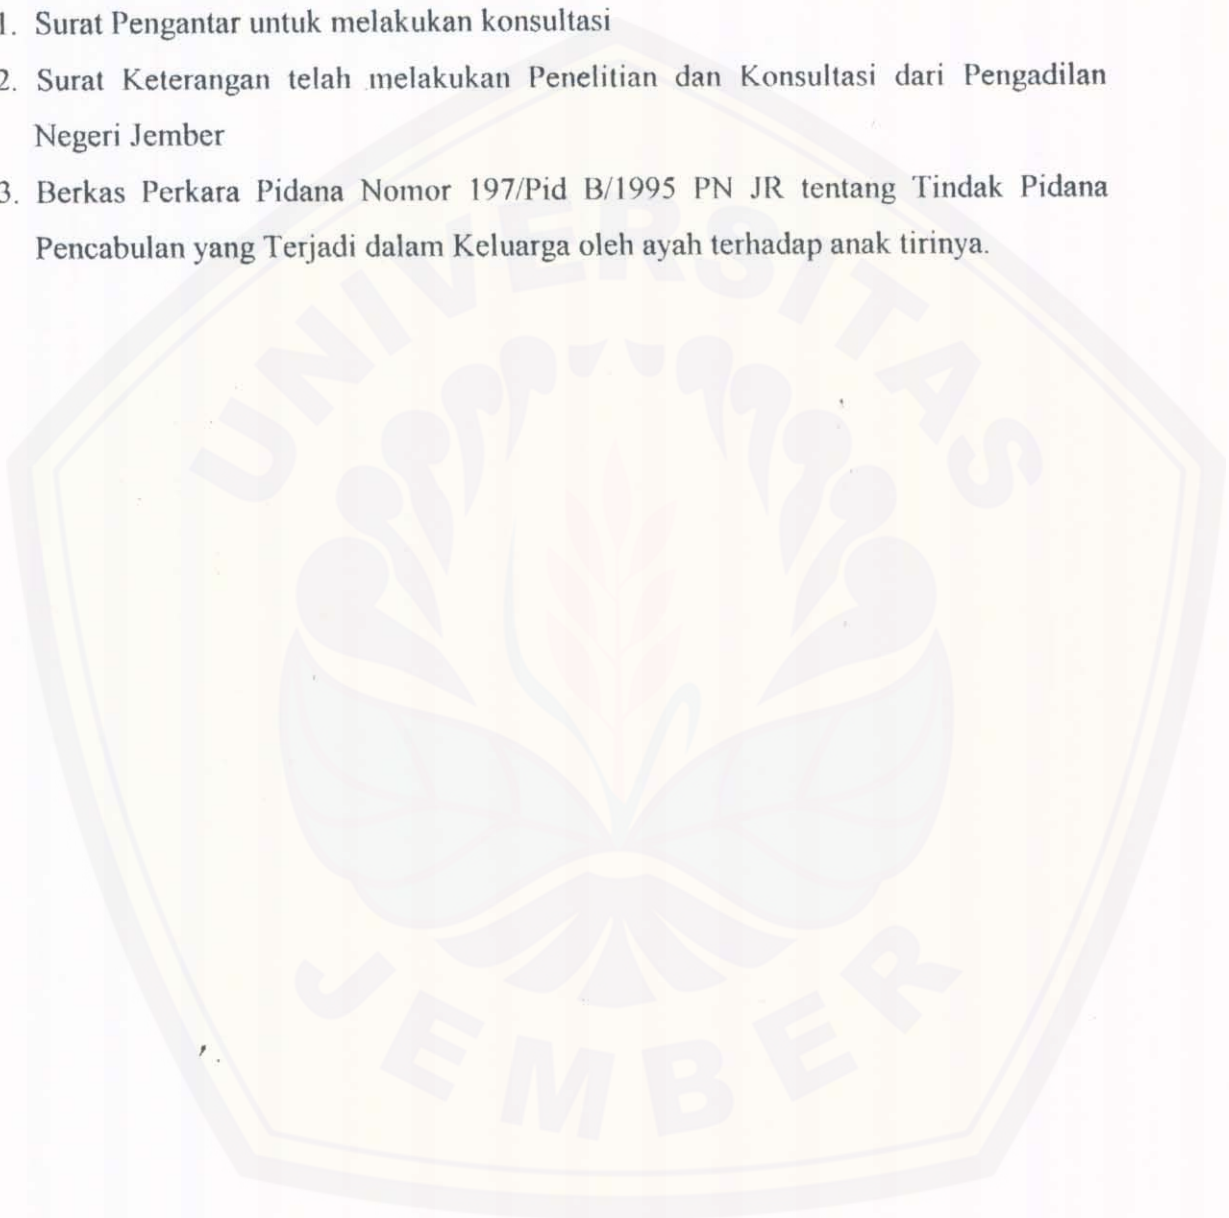 1. Surat Pengantar untuk melakukan konsultasi
2. Surat Keterangan telah melakukan Penelitian dan Konsultasi dari Pengadilan
Negeri Jember
3. Berkas Perkara Pidana Nomor 197/Pid B/1995 PN JR tentang Tindak Pidana
Pencabulan yang Terjadi dalam Keluarga oleh ayah terhadap anak tirinya.
UNIVERSITAS
JEMBER